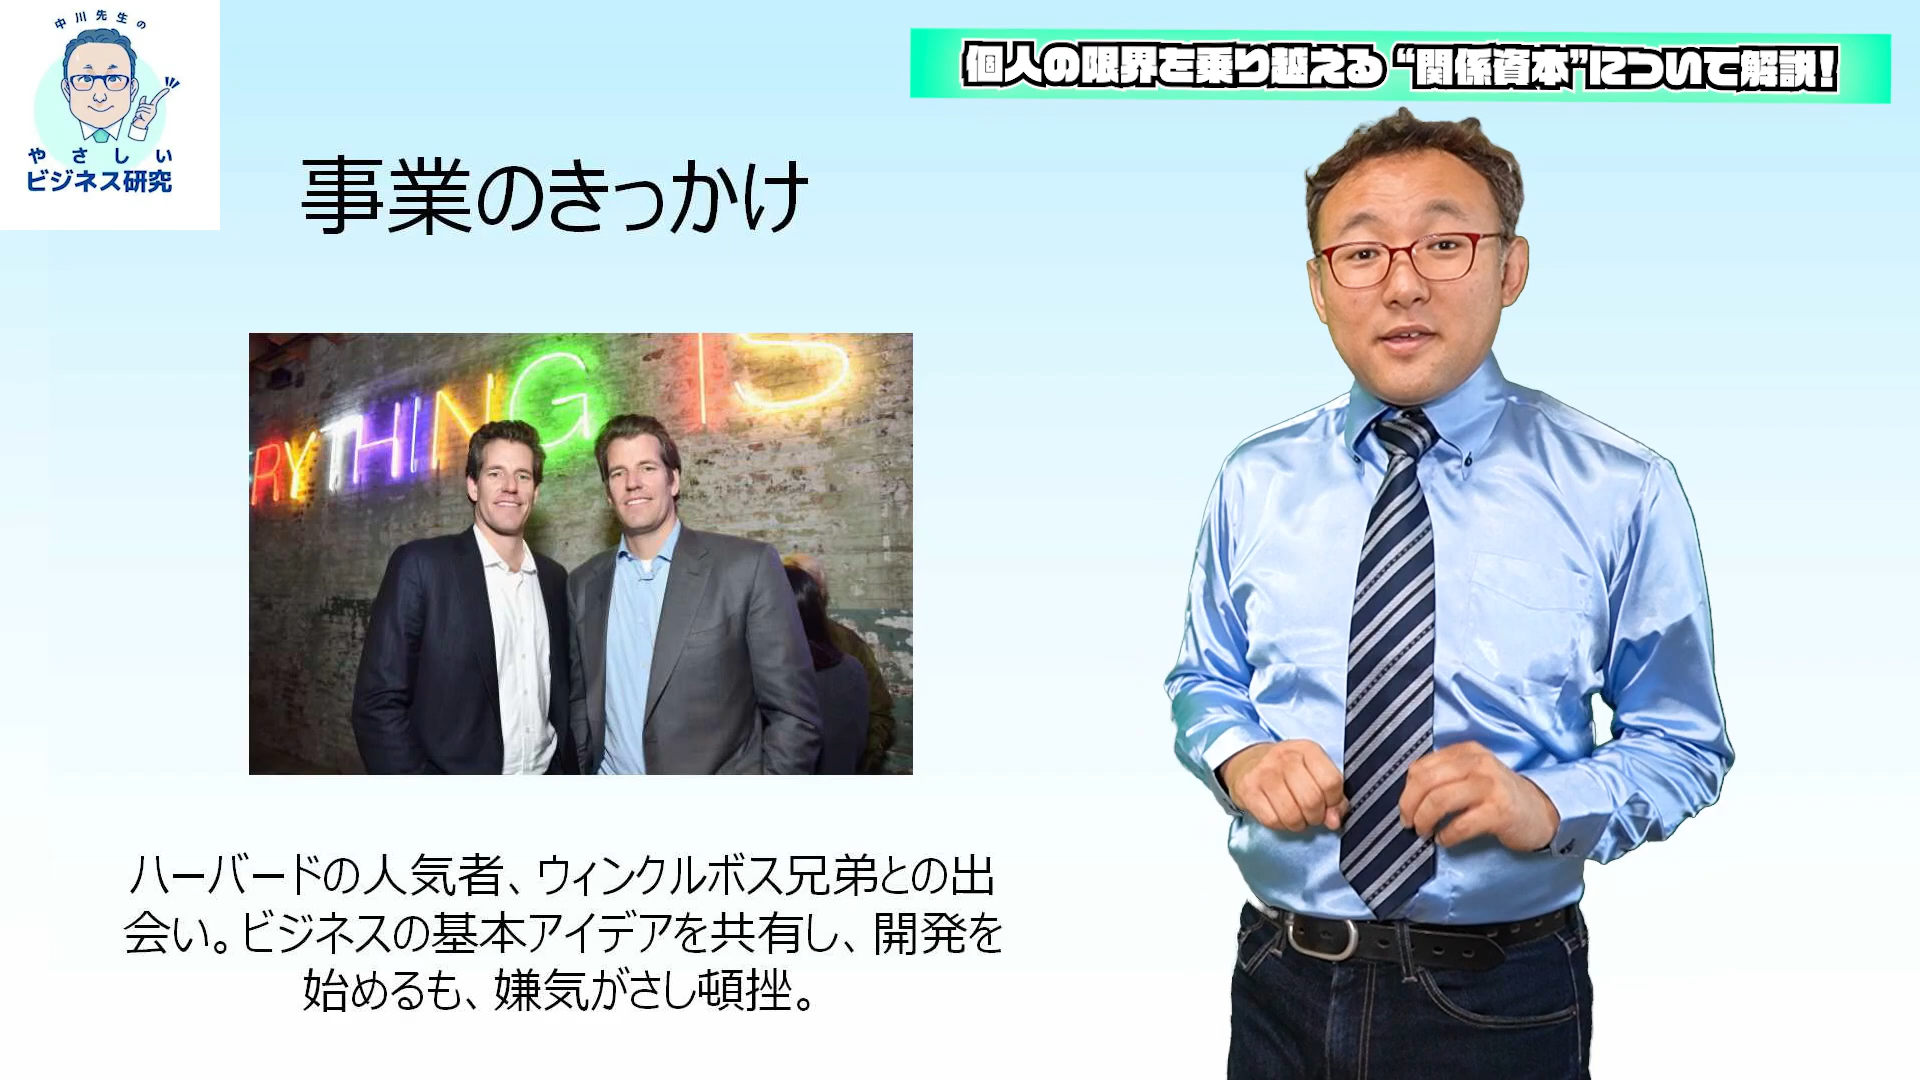 中川先生の
やさしい
ビジネス研究
個人の限界を乗り越える“関係資本”について解説!
事業のきっかけ
RYTHING IS
ハーバードの人気者、ウィンクルボス兄弟との出
会い。ビジネスの基本アイデアを共有し、開発を
始めるも、嫌気がさし頓挫。